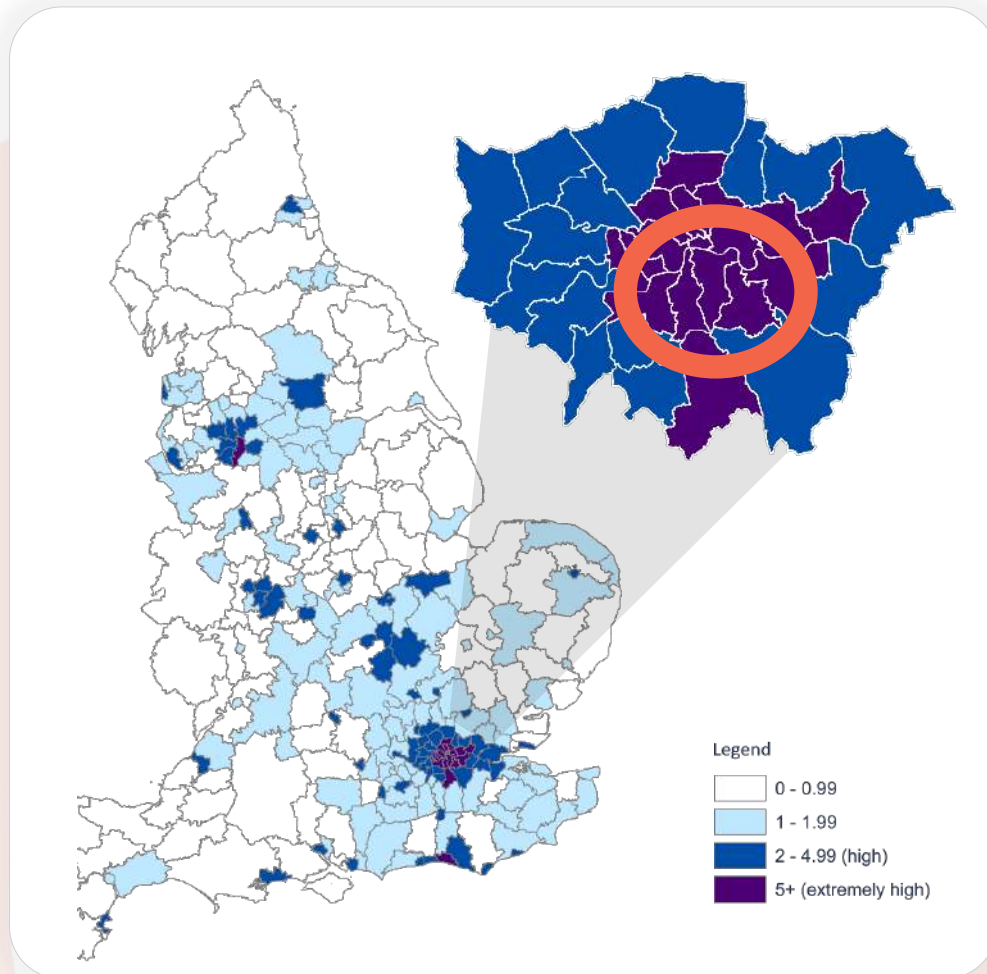 Legend
0 - 0.99
1 - 1.99
2 - 4.99 (high)
5+ (extremely high)